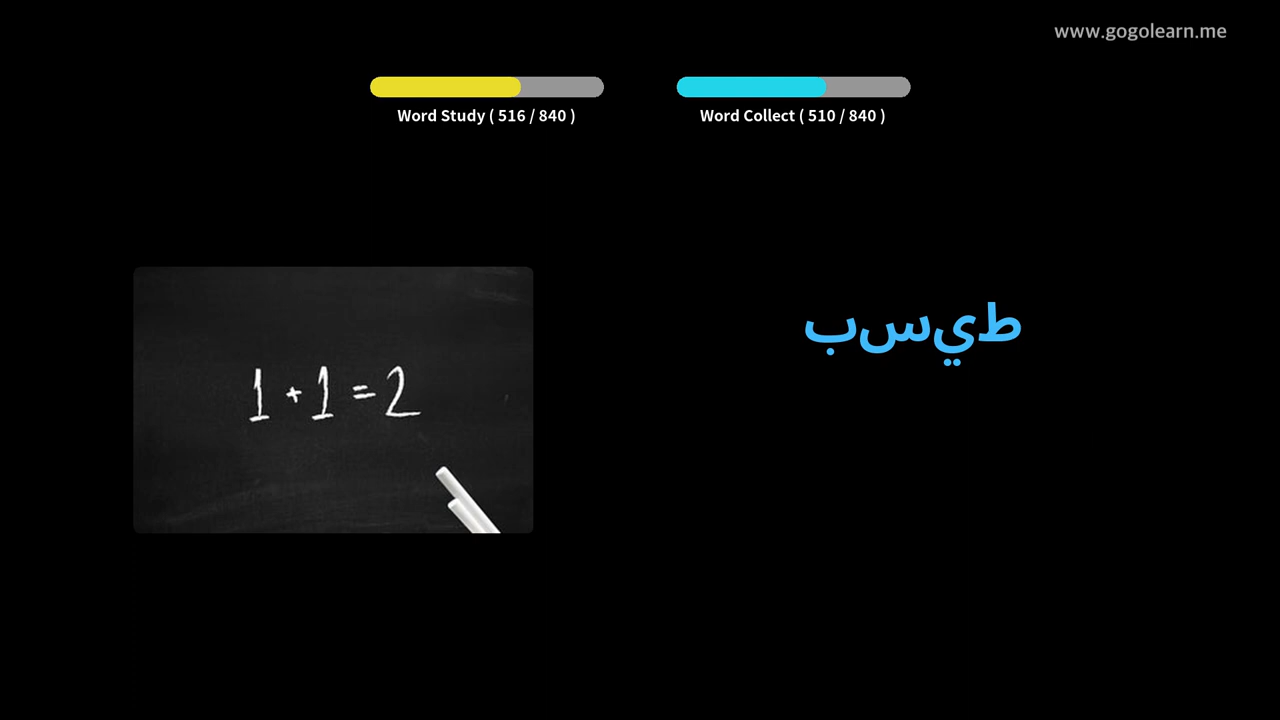 www.gogolearn.me
Word Study ( 516 / 840 )
Word Collect ( 510 / 840 )
طيسب
1 + 1 = 2